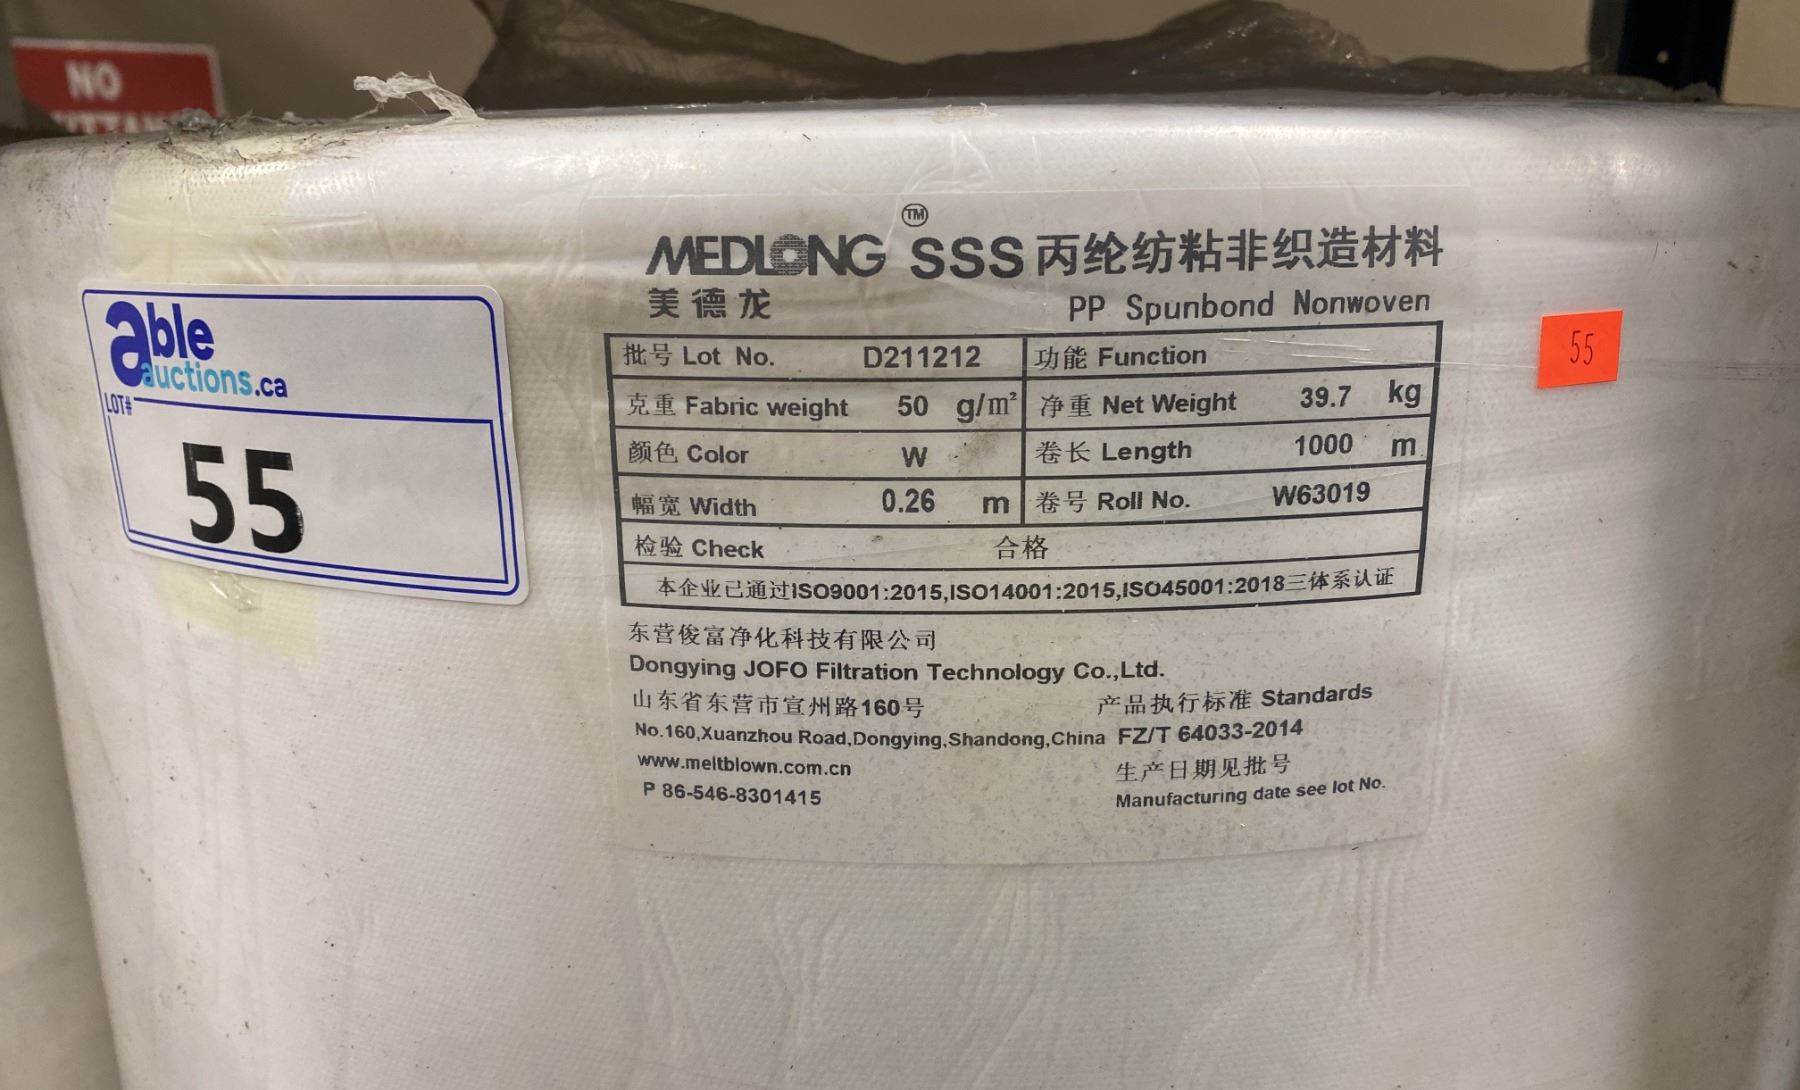 NO
able
auctions.ca
LOT#
55
MEDLONG ™ SSS 丙纶纺粘非织造材料
美德龙 PP Spunbond Nonwoven
批号 Lot No. D211212 功能 Function
克重 Fabric weight 50 g/m² 净重 Net Weight 39.7 kg
颜色 Color W 卷长 Length 1000 m
幅宽 Width 0.26 m 卷号 Roll No. W63019
检验 Check 合格
本企业已通过ISO9001:2015,ISO14001:2015,ISO45001:2018三体系认证
东营俊富净化科技有限公司
Dongying JOFO Filtration Technology Co.,Ltd.
山东省东营市宣州路160号 产品执行标准 Standards
No.160,Xuanzhou Road,Dongying,Shandong,China FZ/T 64033-2014
www.meltblown.com.cn 生产日期见批号
P 86-546-8301415 Manufacturing date see lot No.
55